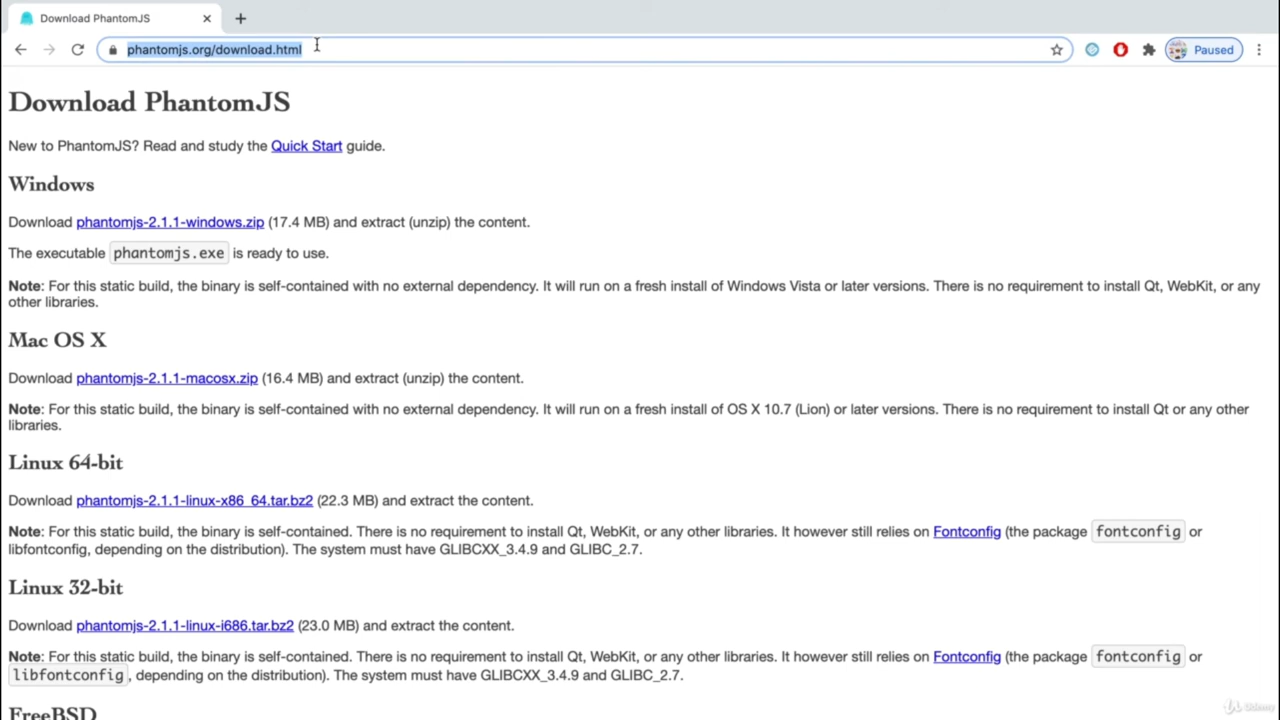 Download PhantomJS
phantomjs.org/download.html
Paused
Download PhantomJS
New to PhantomJS? Read and study the Quick Start guide.
Windows
Download phantomjs-2.1.1-windows.zip (17.4 MB) and extract (unzip) the content.
The executable phantomjs.exe is ready to use.
Note: For this static build, the binary is self-contained with no external dependency. It will run on a fresh install of Windows Vista or later versions. There is no requirement to install Qt, WebKit, or any
other libraries.
Mac OS X
Download phantomjs-2.1.1-macosx.zip (16.4 MB) and extract (unzip) the content.
Note: For this static build, the binary is self-contained with no external dependency. It will run on a fresh install of OS X 10.7 (Lion) or later versions. There is no requirement to install Qt or any other
libraries.
Linux 64-bit
Download phantomjs-2.1.1-linux-x86_64.tar.bz2 (22.3 MB) and extract the content.
Note: For this static build, the binary is self-contained. There is no requirement to install Qt, WebKit, or any other libraries. It however still relies on Fontconfig (the package fontconfig or
libfontconfig, depending on the distribution). The system must have GLIBCXX_3.4.9 and GLIBC_2.7.
Linux 32-bit
Download phantomjs-2.1.1-linux-i686.tar.bz2 (23.0 MB) and extract the content.
Note: For this static build, the binary is self-contained. There is no requirement to install Qt, WebKit, or any other libraries. It however still relies on Fontconfig (the package fontconfig or
libfontconfig, depending on the distribution). The system must have GLIBCXX_3.4.9 and GLIBC_2.7.
FreeBSD
Udemy